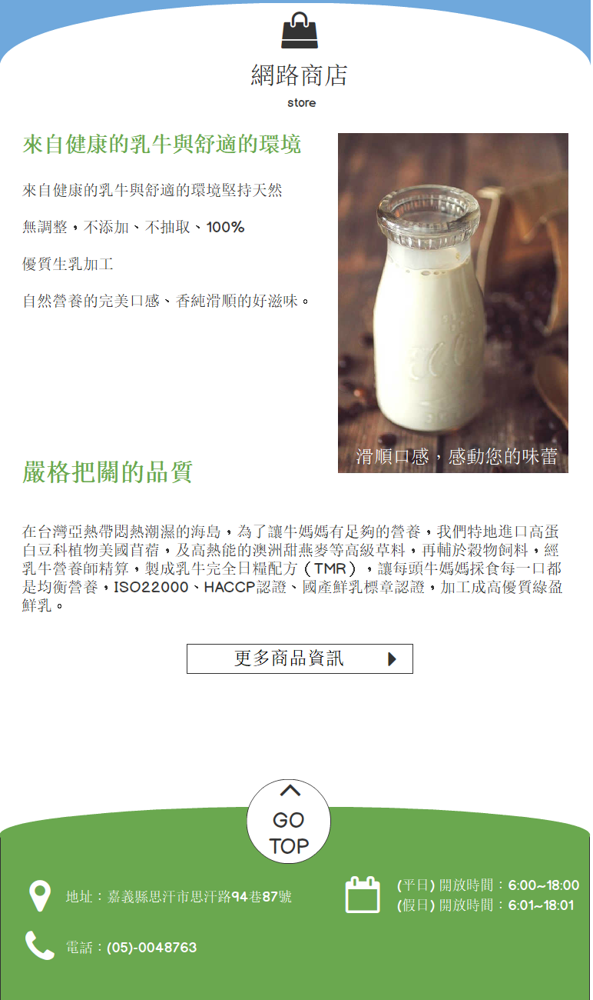 網路商店
store
來自健康的乳牛與舒適的環境
來自健康的乳牛與舒適的環境堅持天然
無調整，不添加、不抽取、100%
優質生乳加工
自然營養的完美口感、香純滑順的好滋味。
滑順口感，感動您的味蕾
嚴格把關的品質
在台灣亞熱帶悶熱潮濕的海島，為了讓牛媽媽有足夠的營養，我們特地進口高蛋
白豆科植物美國苜蓿，及高熱能的澳洲甜燕麥等高級草料，再輔於穀物飼料，經
乳牛營養師精算，製成乳牛完全日糧配方（TMR），讓每頭牛媽媽採食每一口都
是均衡營養，ISO22000、HACCP認證、國產鮮乳標章認證，加工成高優質綠盈
鮮乳。
更多商品資訊
GO
TOP
地址：嘉義縣思汗市思汗路94巷87號
(平日) 開放時間：6:00~18:00
(假日) 開放時間：6:01~18:01
電話：(05)-0048763